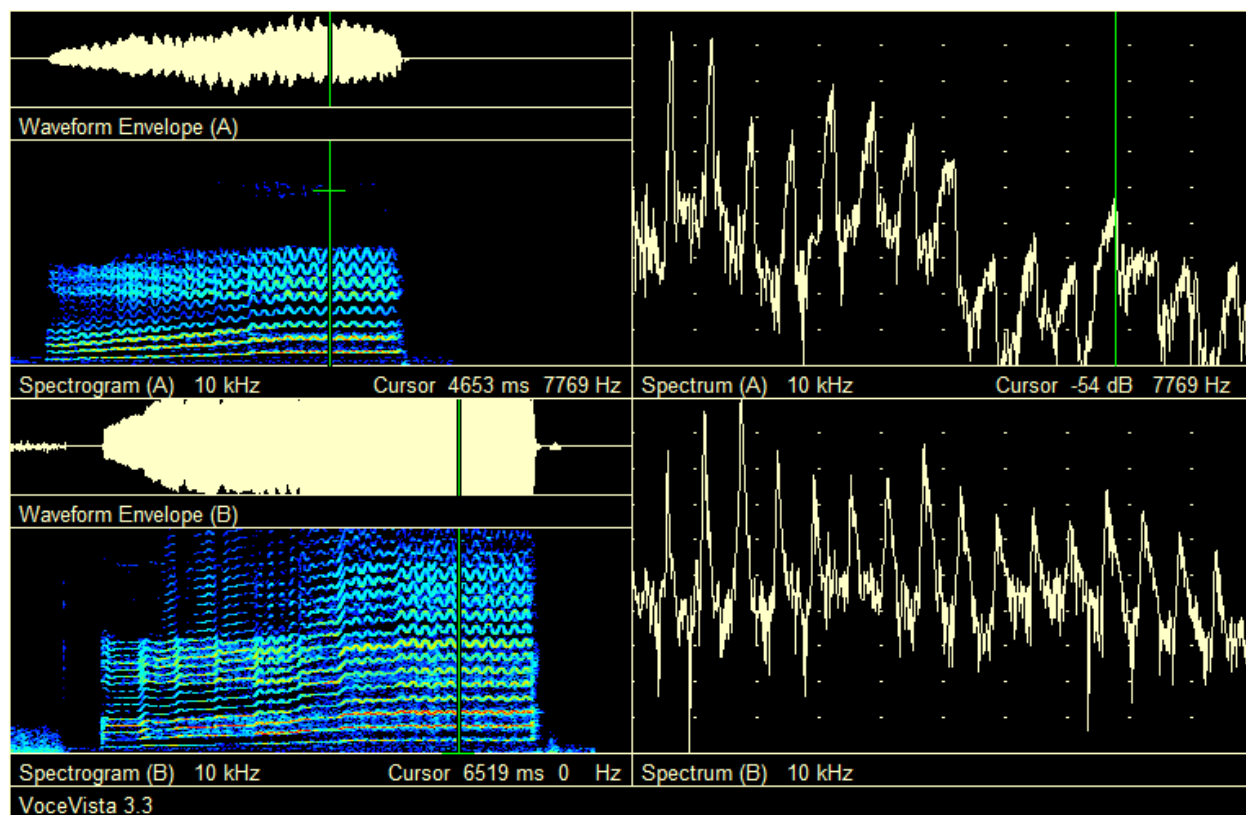 Waveform Envelope (A)
Spectrogram (A) 10 kHz Cursor 4653 ms 7769 Hz
Spectrum (A) 10 kHz Cursor -54 dB 7769 Hz
Waveform Envelope (B)
Spectrogram (B) 10 kHz Cursor 6519 ms 0 Hz
Spectrum (B) 10 kHz
VoceVista 3.3